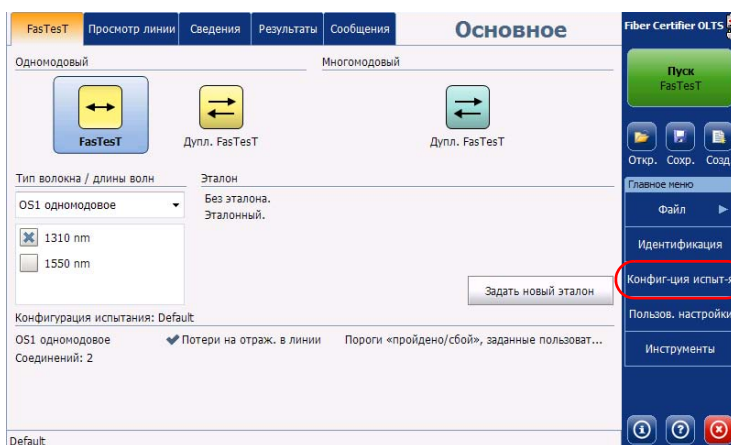 FasTesT Просмотр линии Сведения Результаты Сообщения Основное Fiber Certifier OLTS
Одномодовый Многомодовый
FasTesT Дупл. FasTesT Дупл. FasTesT
Тип волокна / длины волн Эталон
OS1 одномодовое Без эталона.
Эталонный.
1310 nm
1550 nm
Задать новый эталон
Конфигурация испытания: Default
OS1 одномодовое Потери на отраж. в линии Пороги «пройдено/сбой», заданные пользоват...
Соединений: 2
Default
Пуск
FasTesT
Откр. Сохр. Созд
Главное меню
Файл
Идентификация
Конфиг-ция испыт-я
Пользов. настройки
Инструменты